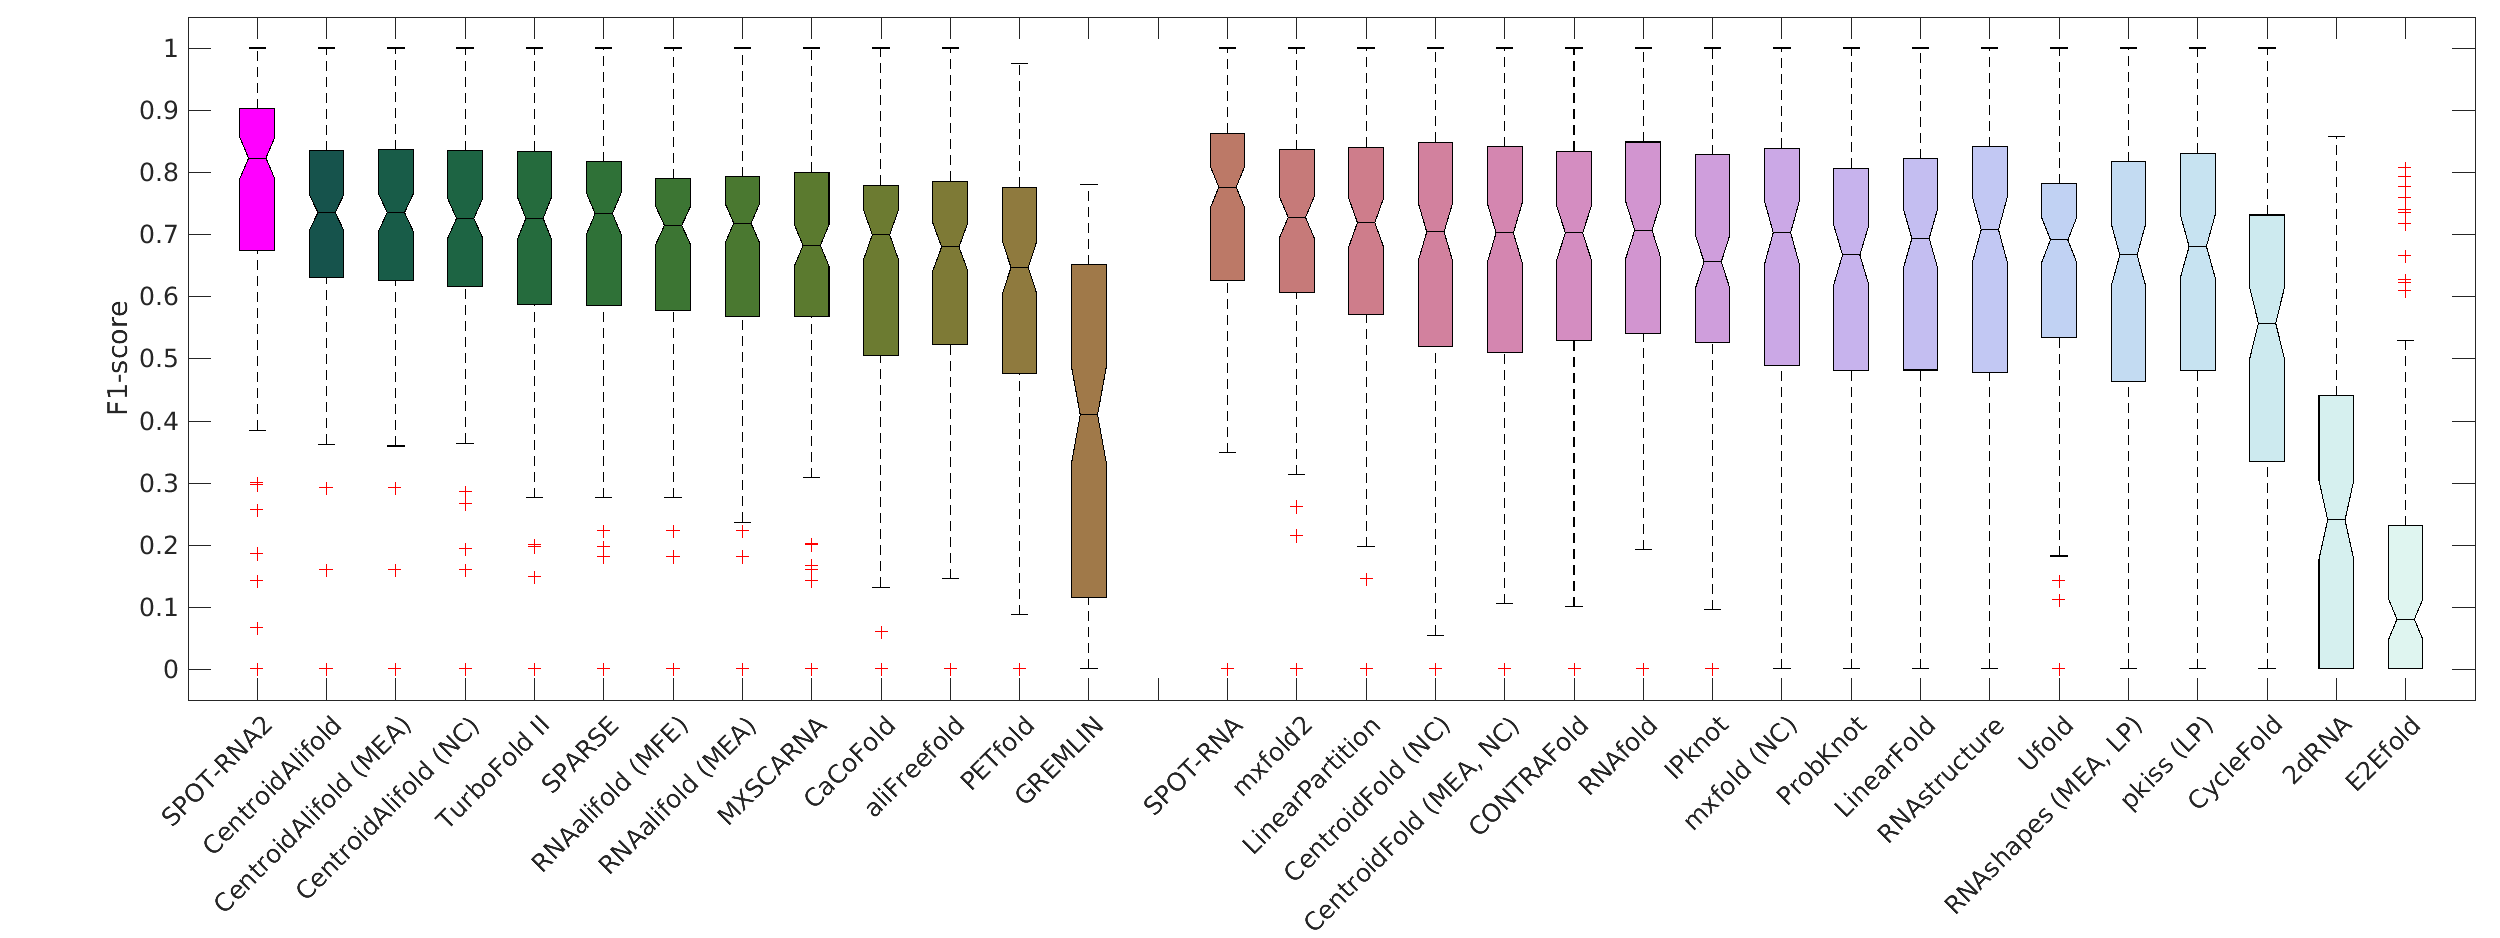 F1-score
1
0.9
0.8
0.7
0.6
0.5
0.4
0.3
0.2
0.1
0
SPOT-RNA2
CentroidAlifold
CentroidAlifold (MEA)
CentroidAlifold (NC)
TurboFold II
SPARSE
RNAalifold (MFE)
RNAalifold (MEA)
MXSCARNA
CaCoFold
aliFreefold
PETfold
GREMLIN
SPOT-RNA
mxfold2
LinearPartition
CentroidFold (NC)
CentroidFold (MEA, NC)
CONTRAFold
RNAfold
IPknot
mxfold (NC)
ProbKnot
LinearFold
RNAstructure
Ufold
RNAshapes (MEA, LP)
pkiss (LP)
CycleFold
2dRNA
E2Efold